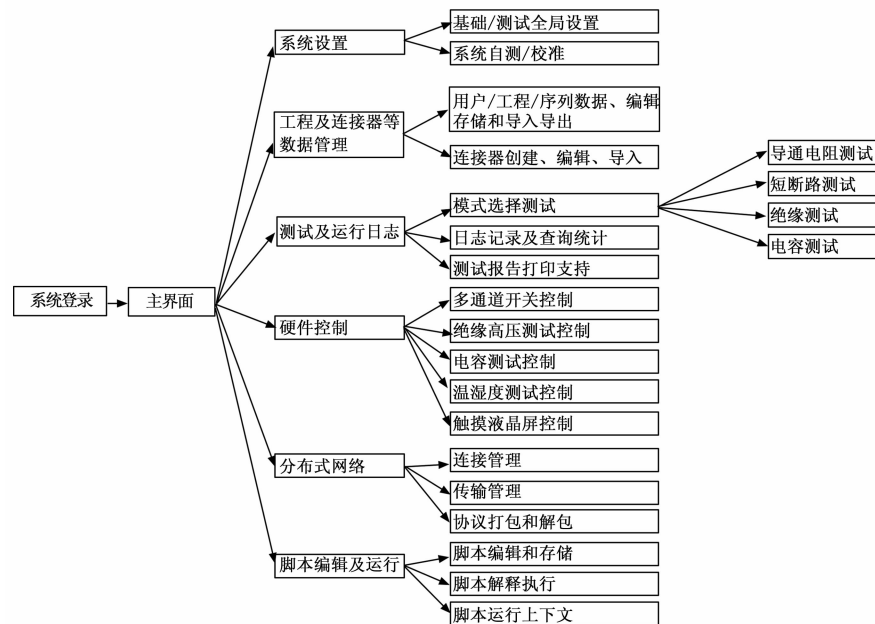 系统登录
主界面
系统设置
基础/测试全局设置
系统自测/校准
工程及连接器等
数据管理
用户/工程/序列数据、编辑
存储和导入导出
连接器创建、编辑、导入
测试及运行日志
模式选择测试
导通电阻测试
短断路测试
绝缘测试
电容测试
日志记录及查询统计
测试报告打印支持
硬件控制
多通道开关控制
绝缘高压测试控制
电容测试控制
温湿度测试控制
触摸液晶屏控制
分布式网络
连接管理
传输管理
协议打包和解包
脚本编辑及运行
脚本编辑和存储
脚本解释执行
脚本运行上下文